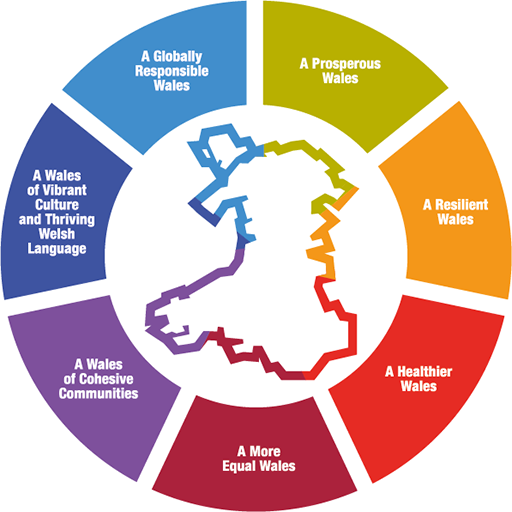 A Globally
Responsible
Wales
A Prosperous
Wales
A Resilient
Wales
A Healthier
Wales
A More
Equal Wales
A Wales
of Cohesive
Communities
A Wales
of Vibrant
Culture
and Thriving
Welsh
Language